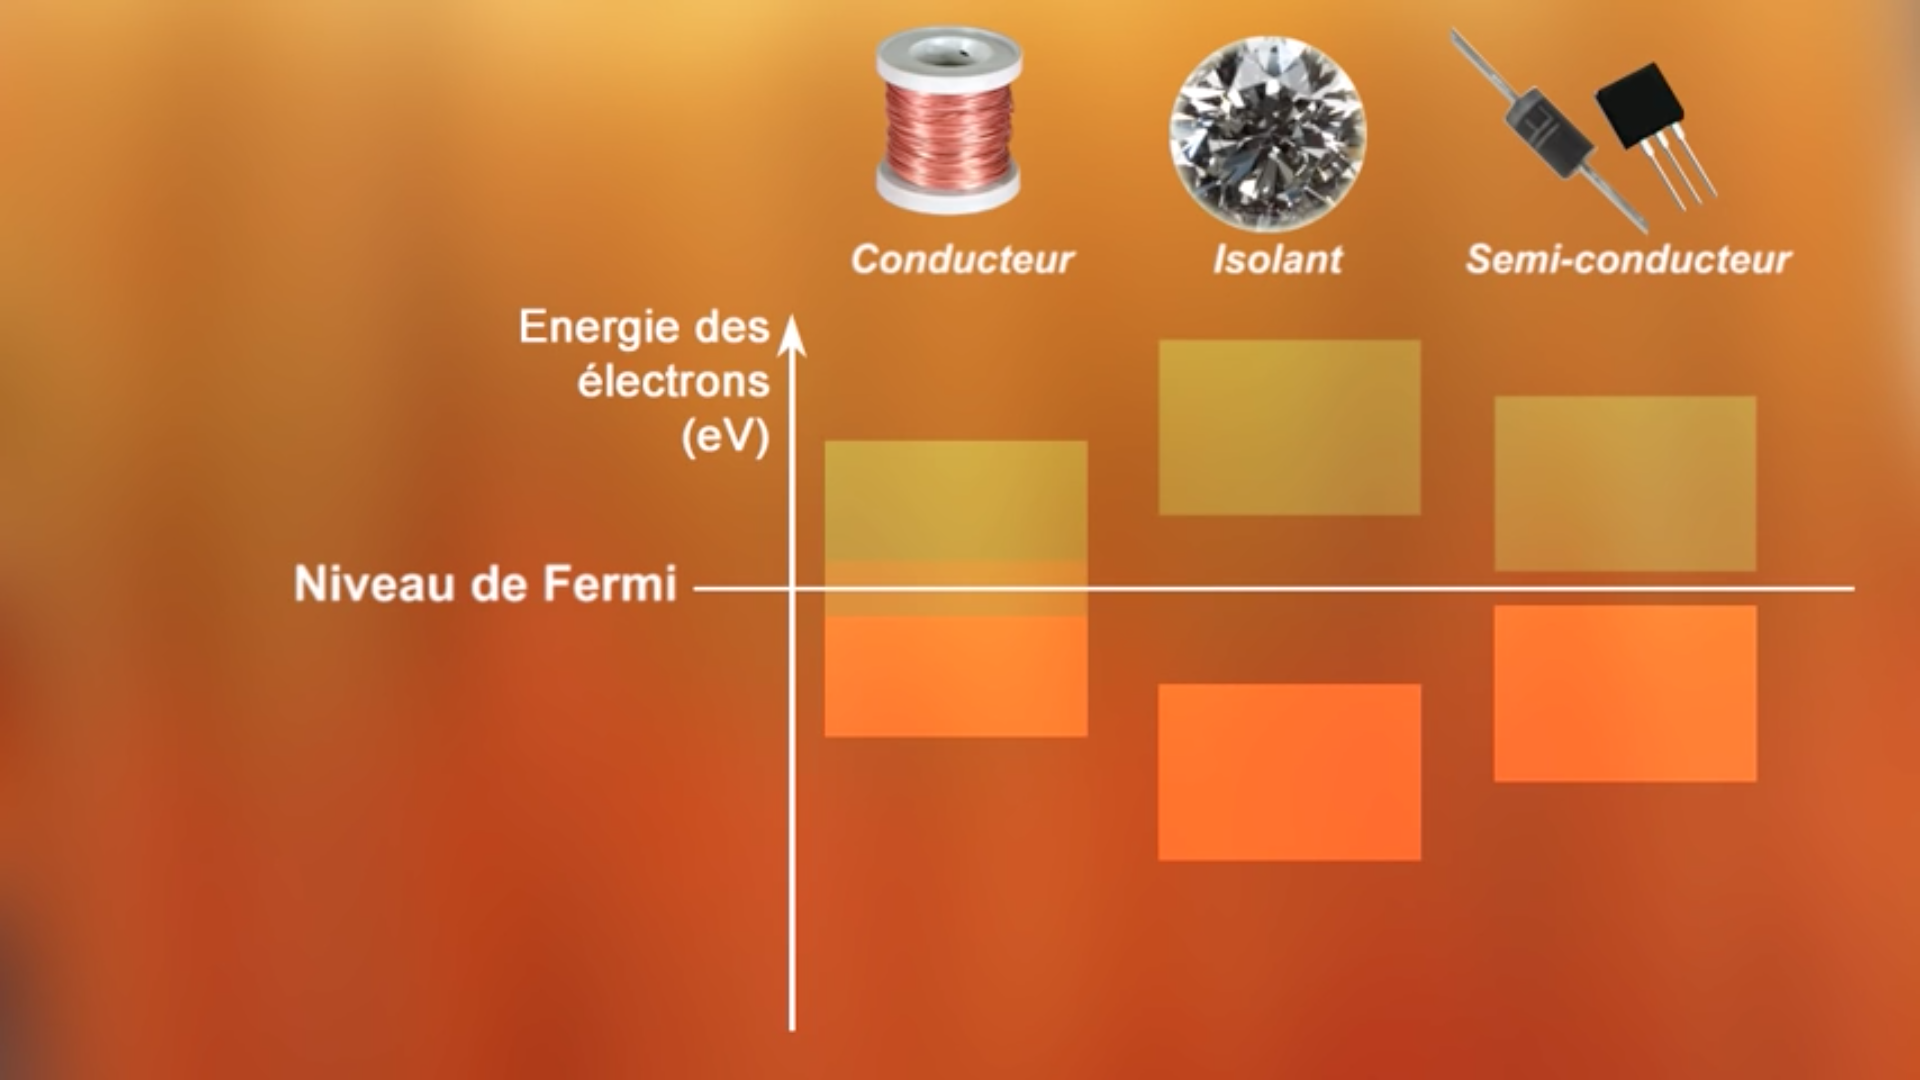 Conducteur
Isolant
Semi-conducteur
Energie des
électrons
(eV)
Niveau de Fermi